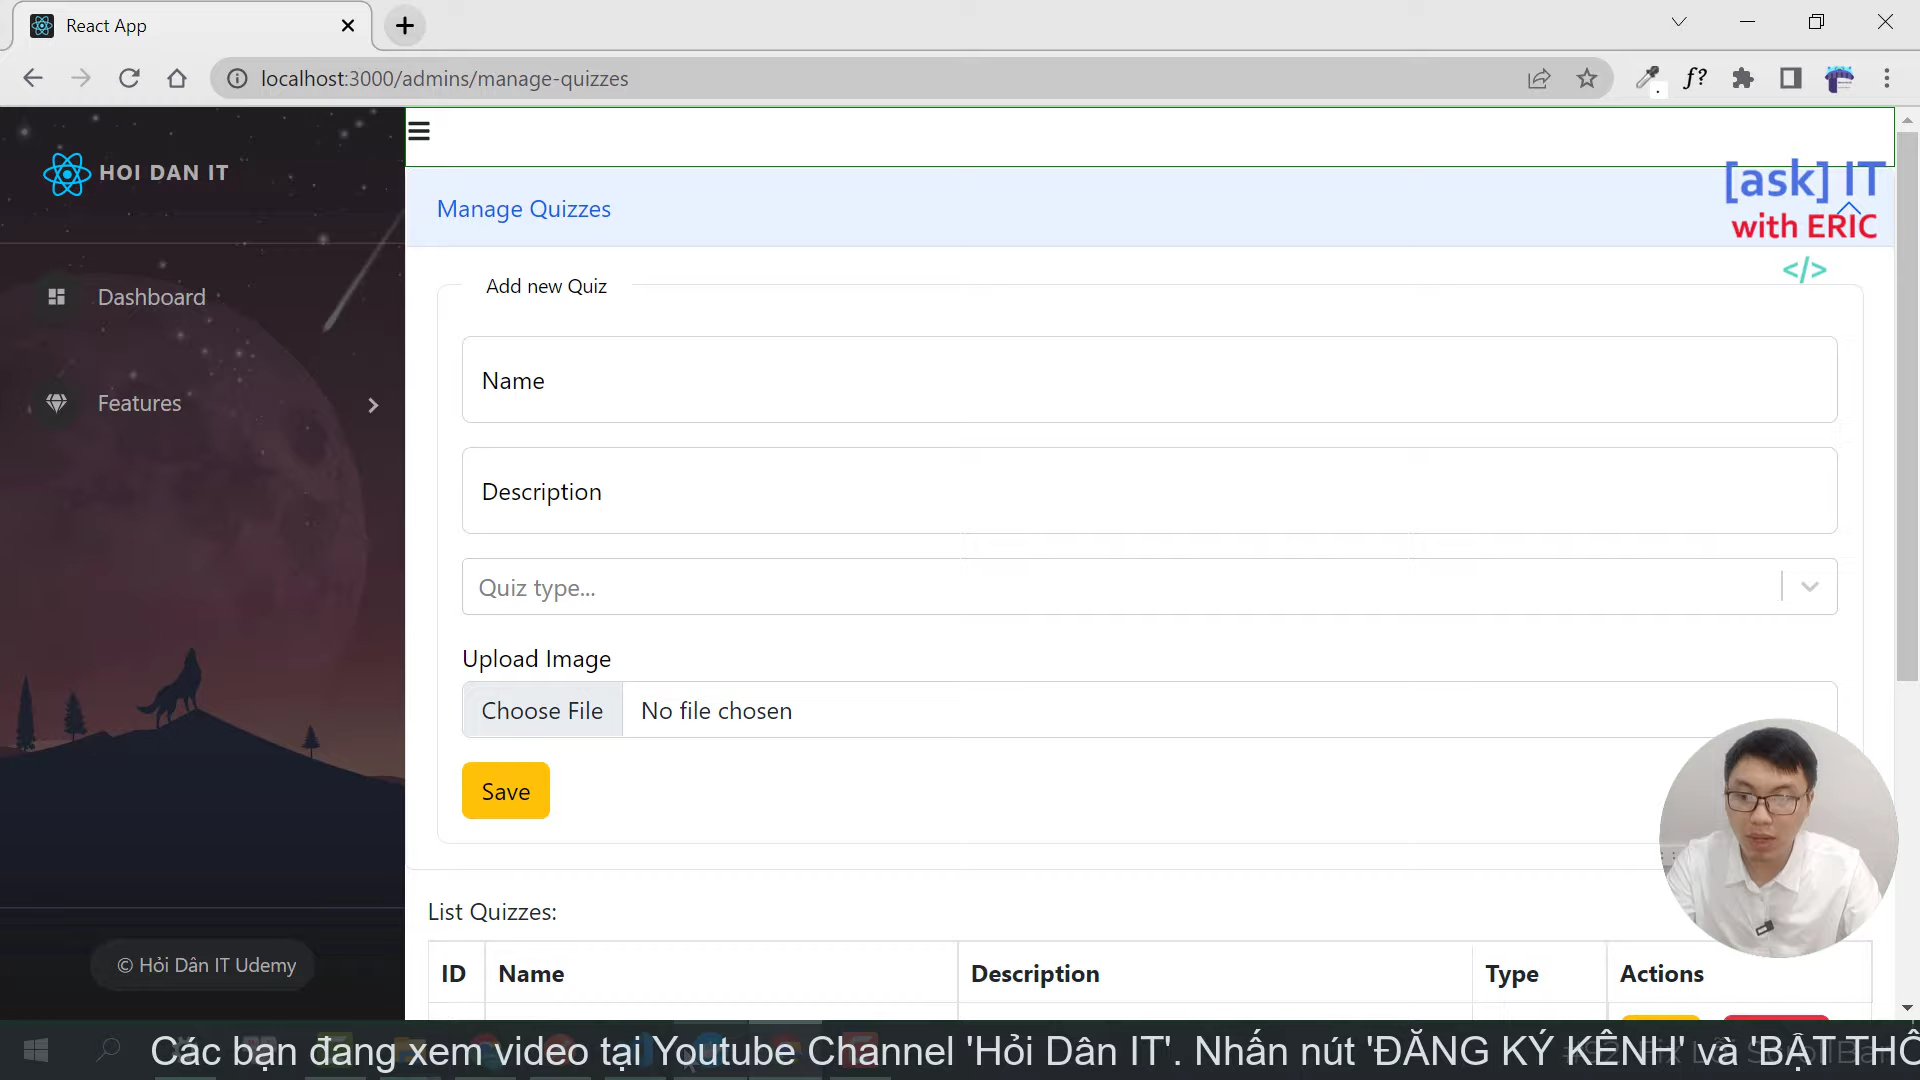 React App
localhost:3000/admins/manage-quizzes
f?
HOI DAN IT
[ask] IT
with ERIC
</>
Manage Quizzes
Dashboard
Features
Add new Quiz
Name
Description
Quiz type...
Upload Image
Choose File
No file chosen
Save
List Quizzes:
ID
Name
Description
Type
Actions
© Hỏi Dân IT Udemy
Các bạn đang xem video tại Youtube Channel 'Hỏi Dân IT'. Nhấn nút 'ĐĂNG KÝ KÊNH' và 'BẬT THÔ